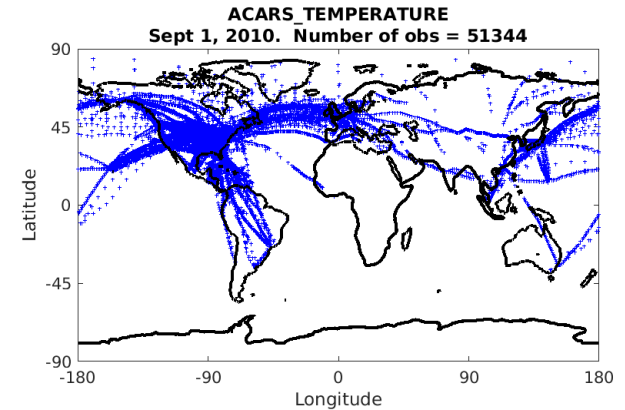 ACARS_TEMPERATURE
Sept 1, 2010.  Number of obs = 51344
90
45
0
-45
-90
Latitude
-180
-90
0
90
180
Longitude